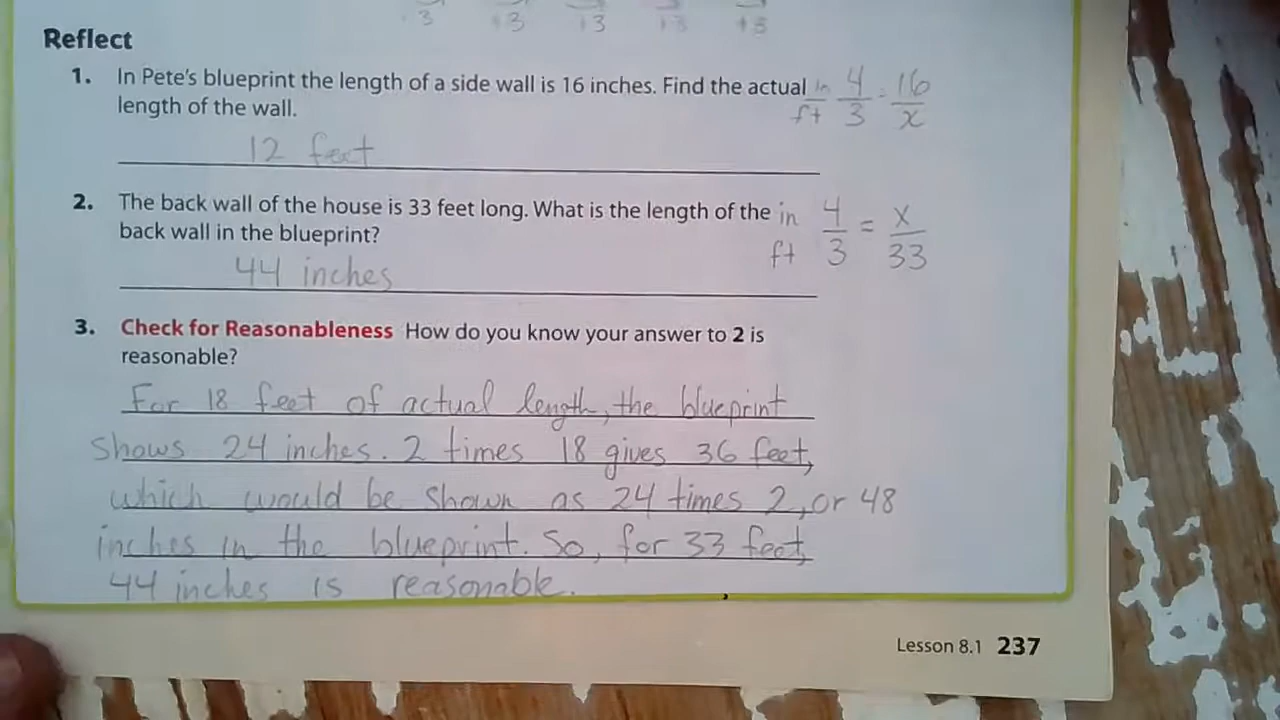 3 +3 +3 +3 +3
Reflect
1. In Pete's blueprint the length of a side wall is 16 inches. Find the actual in 4/3 = 16/x
length of the wall. ft
12 feet
2. The back wall of the house is 33 feet long. What is the length of the in 4/3 = x/33
back wall in the blueprint? ft
44 inches
3. Check for Reasonableness How do you know your answer to 2 is
reasonable?
For 18 feet of actual length, the blueprint
shows 24 inches. 2 times 18 gives 36 feet,
which would be shown as 24 times 2, or 48
inches in the blueprint. So, for 33 feet,
44 inches is reasonable.
Lesson 8.1 237